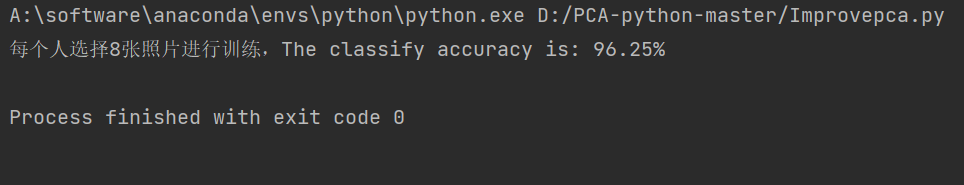 A:\software\anaconda\envs\python\python.exe D:/PCA-python-master/Improvepca.py
每个人选择8张照片进行训练，The classify accuracy is: 96.25%
Process finished with exit code 0